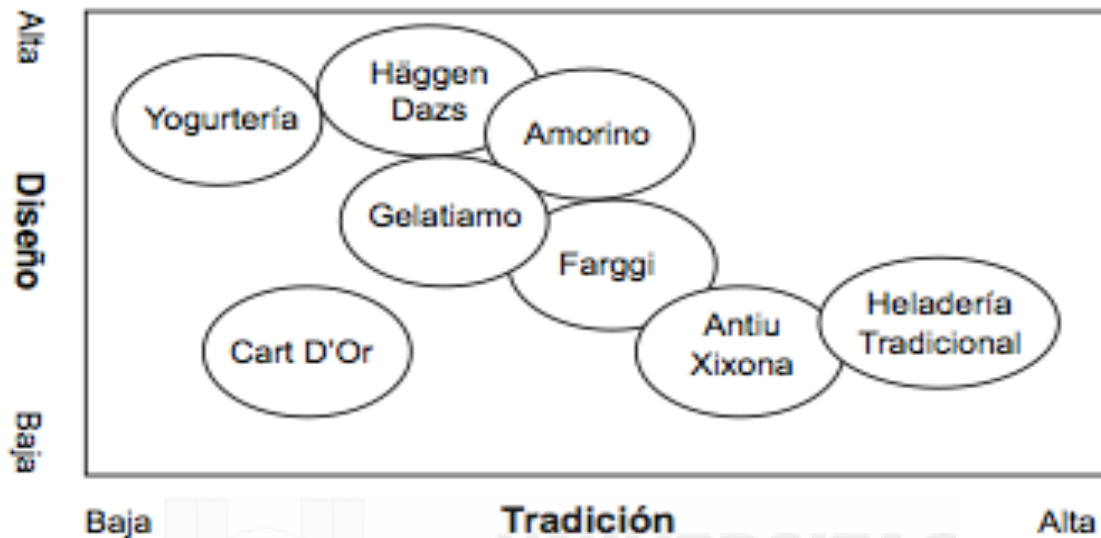 Alta
Diseño
Baja
Häggen
Dazs
Yogurtería
Amorino
Gelatiamo
Farggi
Heladería
Tradicional
Antiu
Xixona
Cart D'Or
Baja
Tradición
Alta